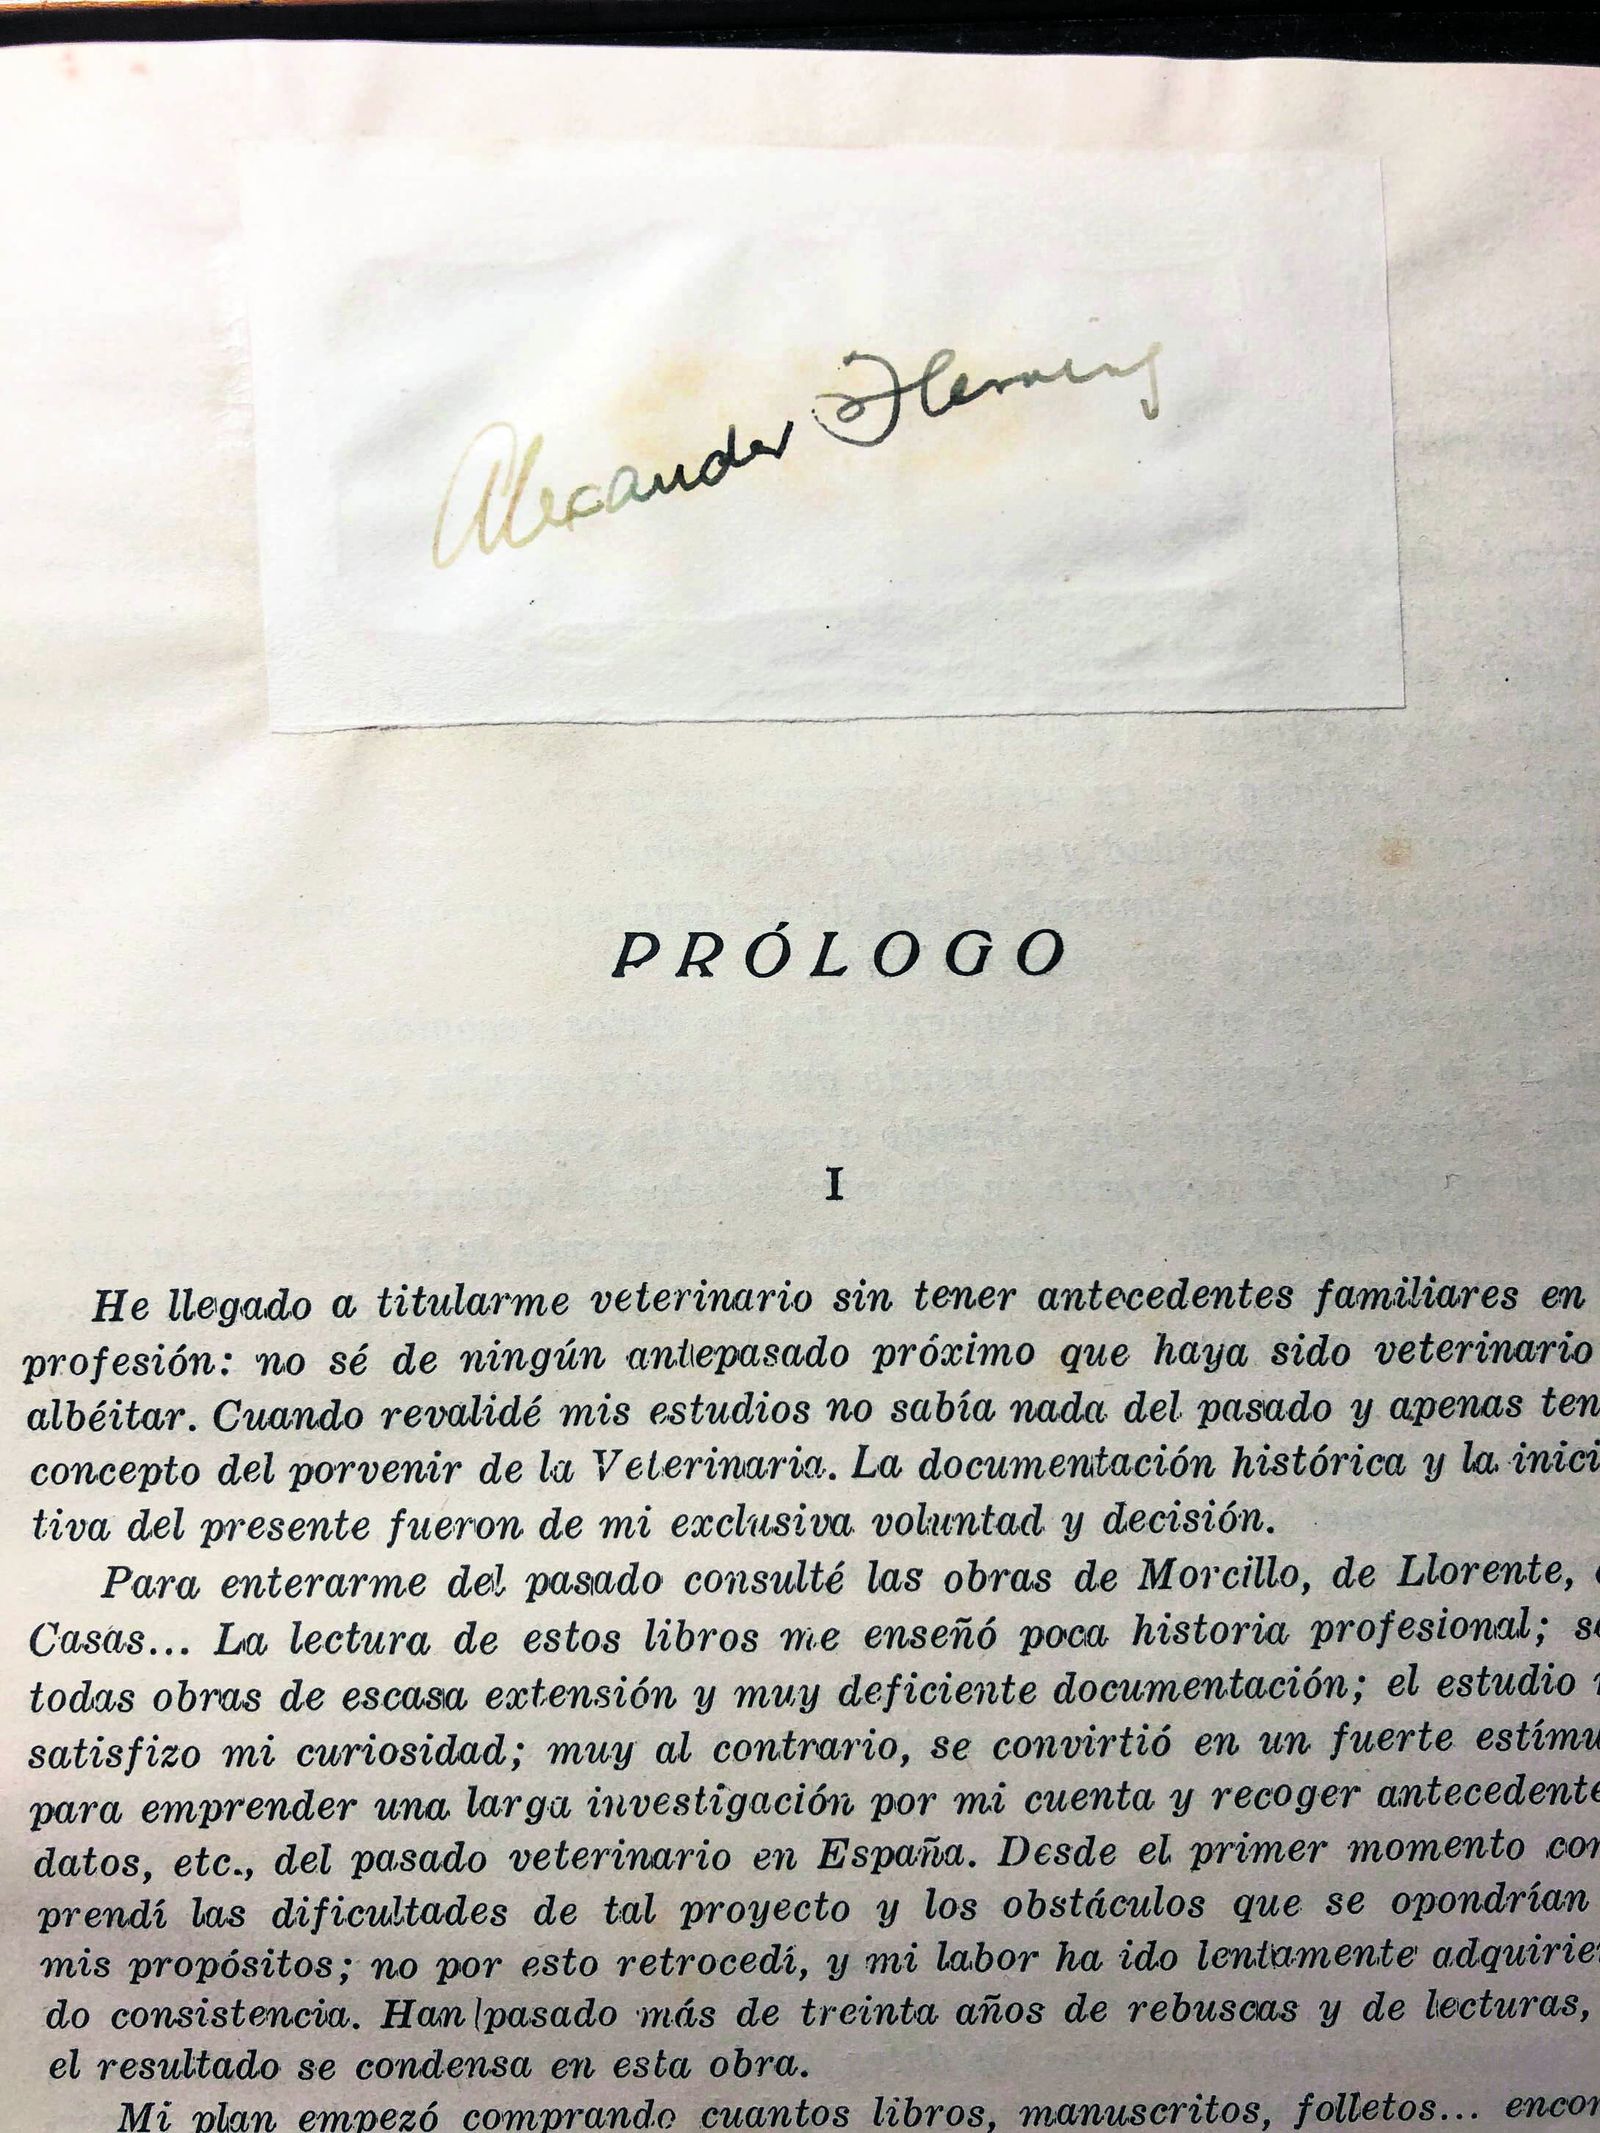 Alexander Fleming
PRÓLOGO
I
He llegado a titularme veterinario sin tener antecedentes familiares en
profesión: no sé de ningún antepasado próximo que haya sido veterinario
albéitar. Cuando revalidé mis estudios no sabía nada del pasado y apenas ten
concepto del porvenir de la Veterinaria. La documentación histórica y la inici
tiva del presente fueron de mi exclusiva voluntad y decisión.
Para enterarme del pasado consulté las obras de Morcillo, de Llorente,
Casas... La lectura de estos libros me enseñó poca historia profesional; so
todas obras de escasa extensión y muy deficiente documentación; el estudio
satisfizo mi curiosidad; muy al contrario, se convirtió en un fuerte estímu
para emprender una larga investigación por mi cuenta y recoger antecedente
datos, etc., del pasado veterinario en España. Desde el primer momento com
prendí las dificultades de tal proyecto y los obstáculos que se opondrían
mis propósitos; no por esto retrocedí, y mi labor ha ido lentamente adquirien
do consistencia. Han pasado más de treinta años de rebuscas y de lecturas,
el resultado se condensa en esta obra.
Mi plan empezó comprando cuantos libros, manuscritos, folletos... encon